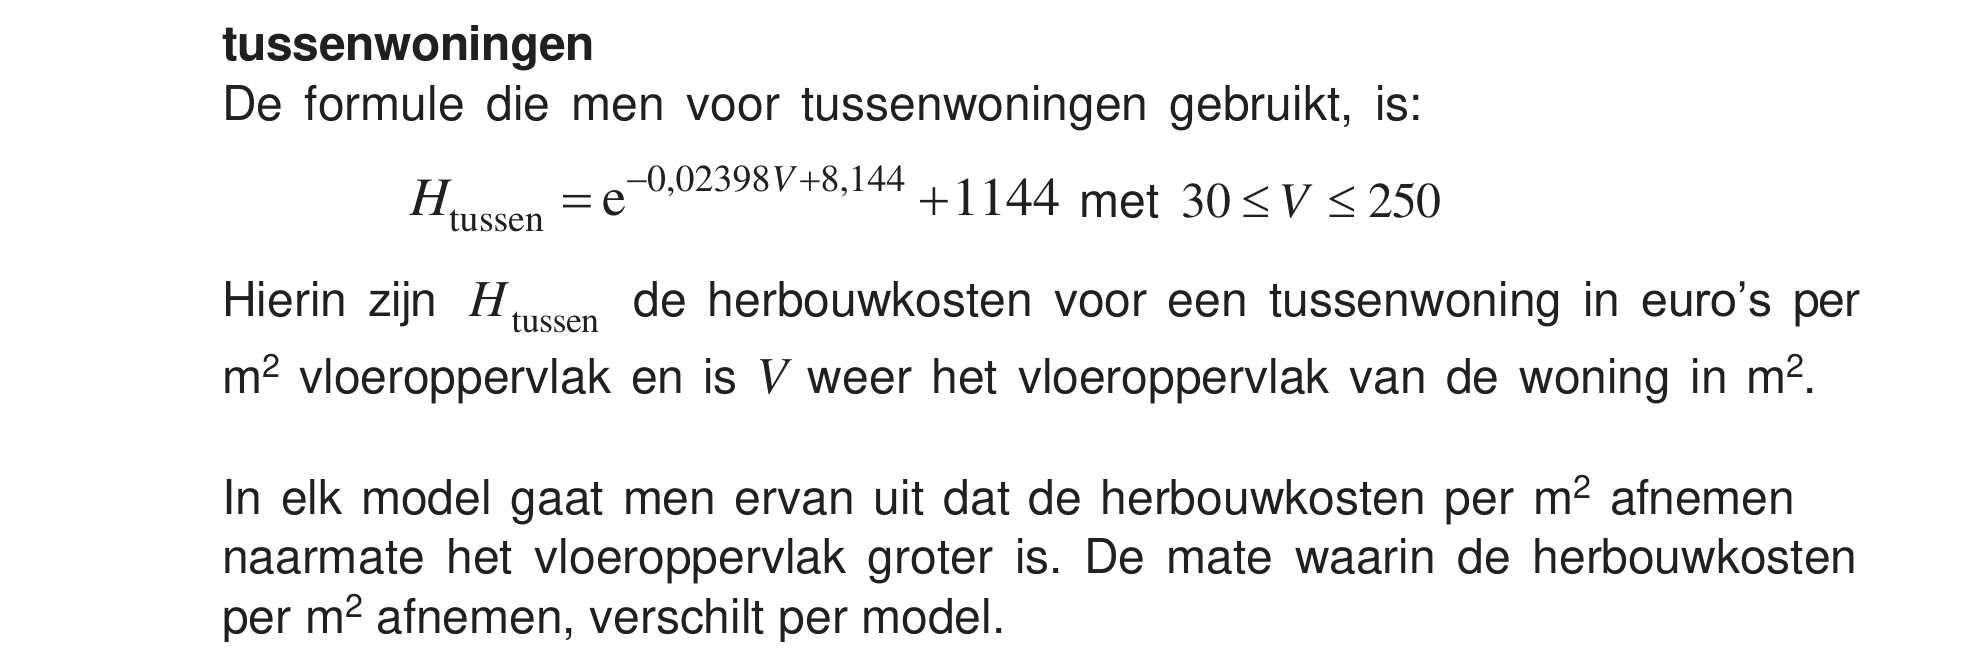 tussenwoningen
De formule die men voor tussenwoningen gebruikt, is:
H_tussen = e^(−0,02398V+8,144) +1144 met 30 ≤ V ≤ 250
Hierin zijn H_tussen de herbouwkosten voor een tussenwoning in euro’s per
m² vloeroppervlak en is V weer het vloeroppervlak van de woning in m².
In elk model gaat men ervan uit dat de herbouwkosten per m² afnemen
naarmate het vloeroppervlak groter is. De mate waarin de herbouwkosten
per m² afnemen, verschilt per model.